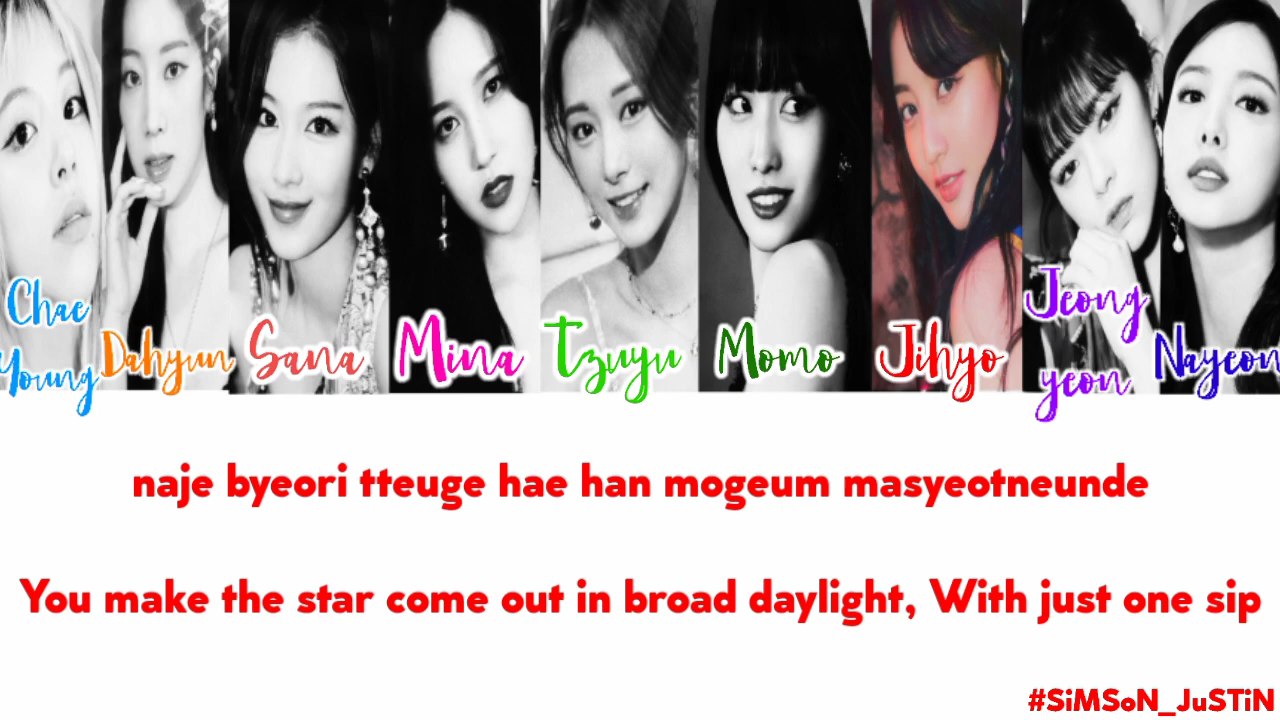 Chae
Young
Dahyun
Sana
Mina
Tzuyu
Momo
Jihyo
Jeong
yeon
Nayeon
naje byeori tteuge hae han mogeum masyeotneunde
You make the star come out in broad daylight, With just one sip
#SiMSoN_JuSTiN